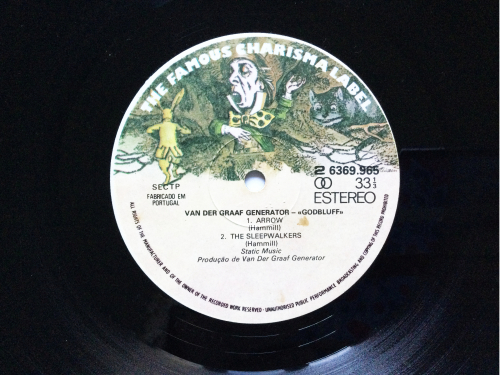 THE FAMOUS CHARISMA LABEL
2 6369.965
SECTP
33 1/3
FABRICADO EM
PORTUGAL
ESTEREO
VAN DER GRAAF GENERATOR – «GODBLUFF»
1. ARROW
(Hammill)
2. THE SLEEPWALKERS
(Hammill)
Static Music
Produção de Van Der Graaf Generator
ALL RIGHTS OF THE MANUFACTURER AND OF THE OWNER OF THE RECORDED WORK RESERVED · UNAUTHORISED PUBLIC PERFORMANCE BROADCASTING AND COPYING OF THIS RECORD PROHIBITED